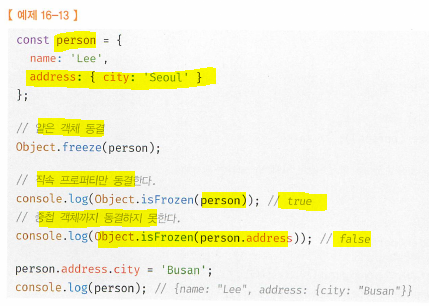 【 예제 16-13 】
const person = {
name: 'Lee',
address: { city: 'Seoul' }
};
// 얕은 객체 동결
Object.freeze(person);
// 직속 프로퍼티만 동결한다.
console.log(Object.isFrozen(person)); // true
// 중첩 객체까지 동결하지 못한다.
console.log(Object.isFrozen(person.address)); // false
person.address.city = 'Busan';
console.log(person); // {name: "Lee", address: {city: "Busan"}}